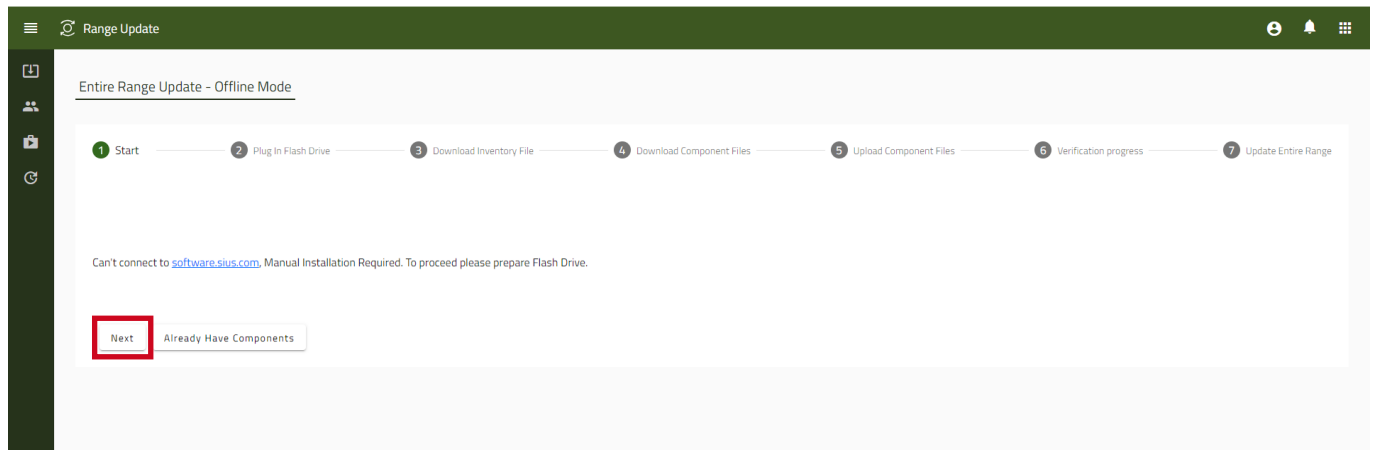 Range Update
Entire Range Update - Offline Mode
1 Start 2 Plug In Flash Drive 3 Download Inventory File 4 Download Component Files 5 Upload Component Files 6 Verification progress 7 Update Entire Range
Can't connect to software.sius.com, Manual Installation Required. To proceed please prepare Flash Drive.
Next Already Have Components